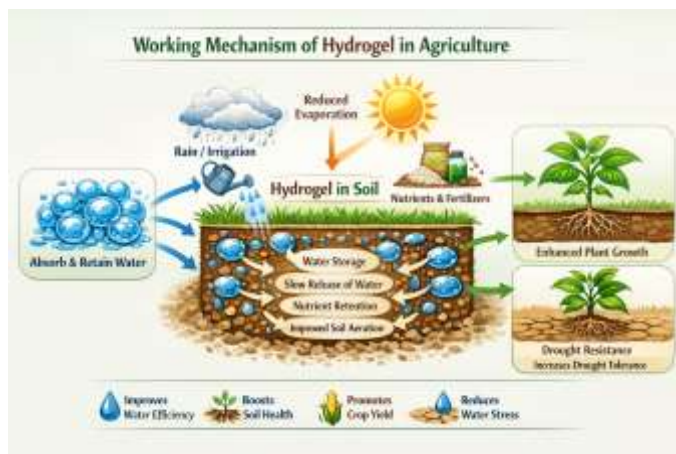 Working Mechanism of Hydrogel in Agriculture
Reduced
Evaporation
Rain / Irrigation
Hydrogel in Soil
Nutrients & Fertilizers
Absorb & Retain Water
Water Storage
Slow Release of Water
Nutrient Retention
Improved Soil Aeration
Enhanced Plant Growth
Drought Resistance
Increases Drought Tolerance
Improves
Water Efficiency
Boosts
Soil Health
Promotes
Crop Yield
Reduces
Water Stress